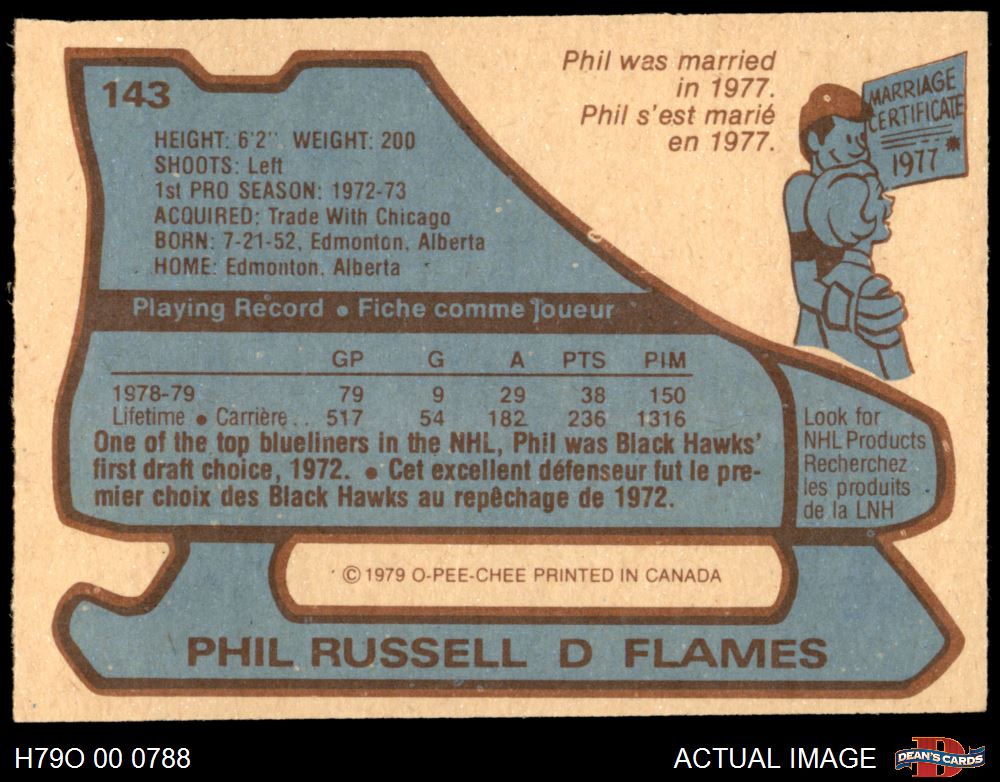 143
Phil was married
in 1977.
Phil s'est marié
en 1977.
MARRIAGE
CERTIFICATE
1977
HEIGHT: 6'2". WEIGHT: 200
SHOOTS: Left
1st PRO SEASON: 1972-73
ACQUIRED: Trade With Chicago
BORN: 7-21-52, Edmonton, Alberta
HOME: Edmonton, Alberta
Playing Record • Fiche comme joueur
GP G A PTS PIM
1978-79 79 9 29 38 150
Lifetime • Carrière . . 517 54 182 236 1316
One of the top blueliners in the NHL, Phil was Black Hawks'
first draft choice, 1972. • Cet excellent défenseur fut le pre-
mier choix des Black Hawks au repêchage de 1972.
Look for
NHL Products
Recherchez
les produits
de la LNH
© 1979 O-PEE-CHEE PRINTED IN CANADA
PHIL RUSSELL D FLAMES
H79O 00 0788
ACTUAL IMAGE
DEAN'S CARDS